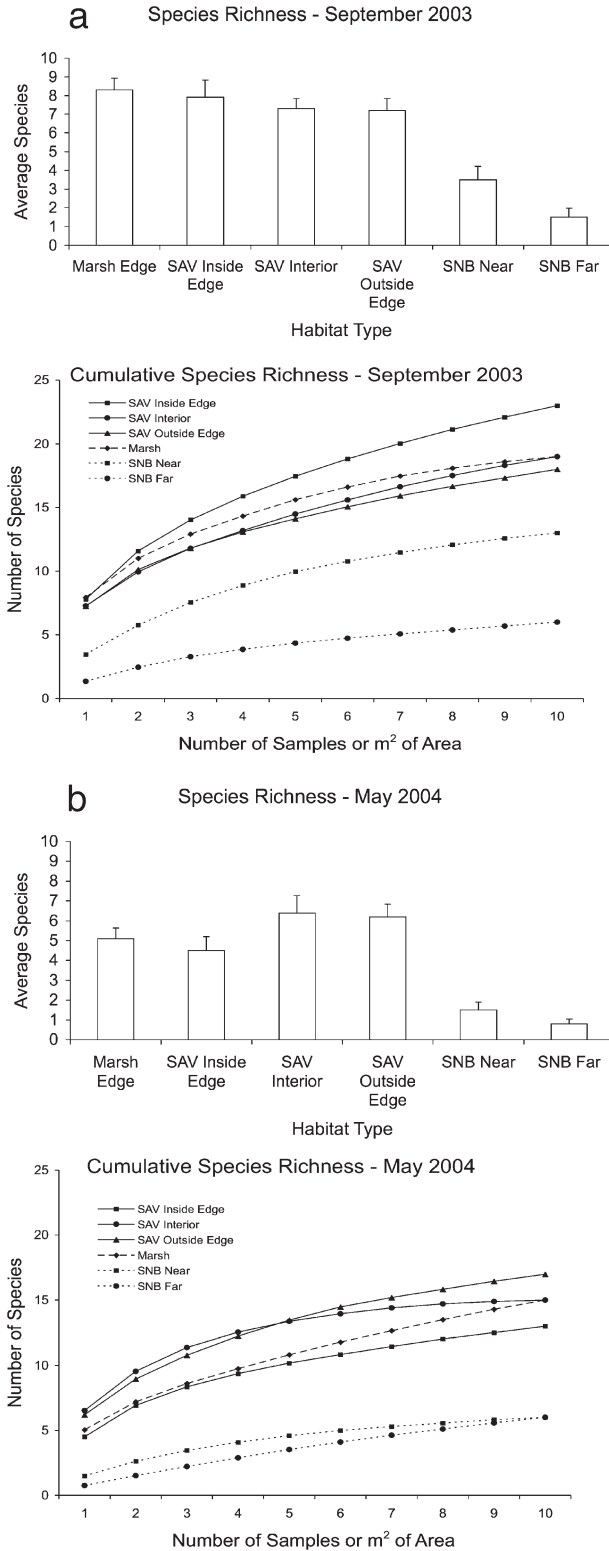 a
Species Richness - September 2003
Average Species
10
9
8
7
6
5
4
3
2
1
0
Marsh Edge
SAV Inside
Edge
SAV Interior
SAV
Outside
Edge
SNB Near
SNB Far
Habitat Type
Cumulative Species Richness - September 2003
Number of Species
25
20
15
10
5
0
SAV Inside Edge
SAV Interior
SAV Outside Edge
Marsh
SNB Near
SNB Far
1 2 3 4 5 6 7 8 9 10
Number of Samples or m² of Area
b
Species Richness - May 2004
Average Species
10
9
8
7
6
5
4
3
2
1
0
Marsh
Edge
SAV Inside
Edge
SAV
Interior
SAV
Outside
Edge
SNB Near
SNB Far
Habitat Type
Cumulative Species Richness - May 2004
Number of Species
25
20
15
10
5
0
SAV Inside Edge
SAV Interior
SAV Outside Edge
Marsh
SNB Near
SNB Far
1 2 3 4 5 6 7 8 9 10
Number of Samples or m² of Area